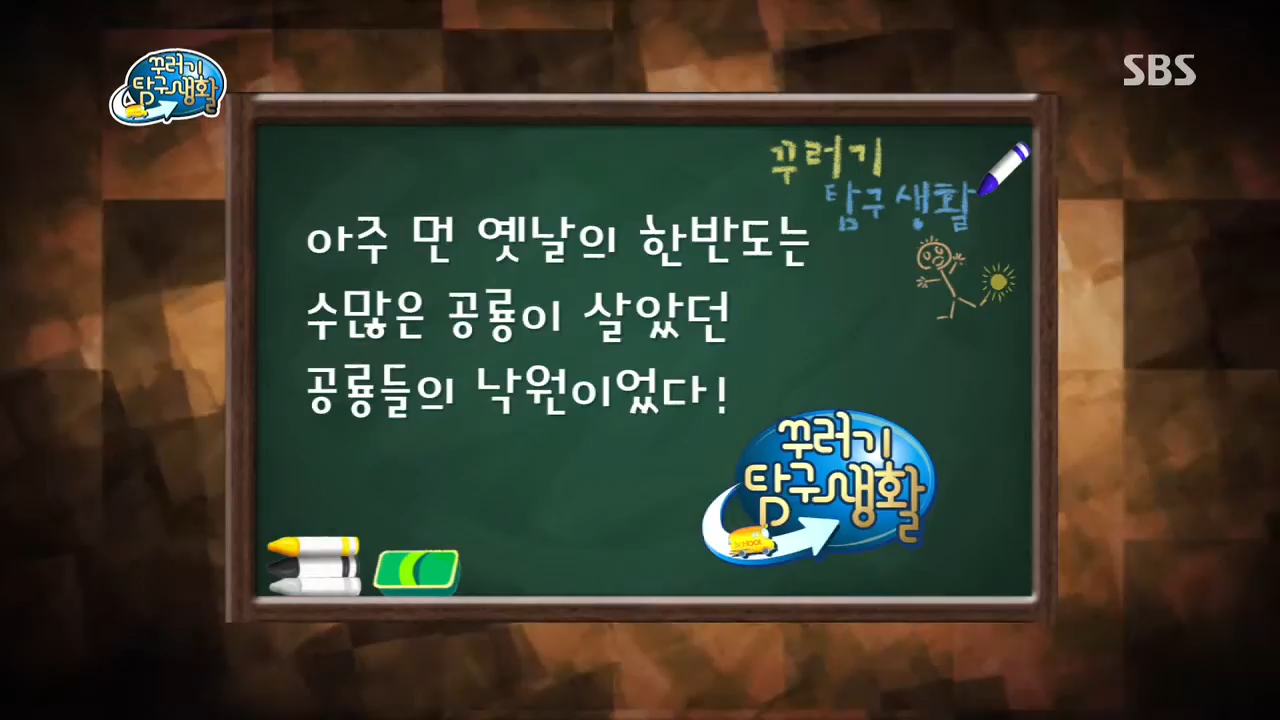 꾸러기
탐구생활
SBS
꾸러기
탐구 생활
아주 먼 옛날의 한반도는
수많은 공룡이 살았던
공룡들의 낙원이었다!
꾸러기
탐구생활
SCHOOL